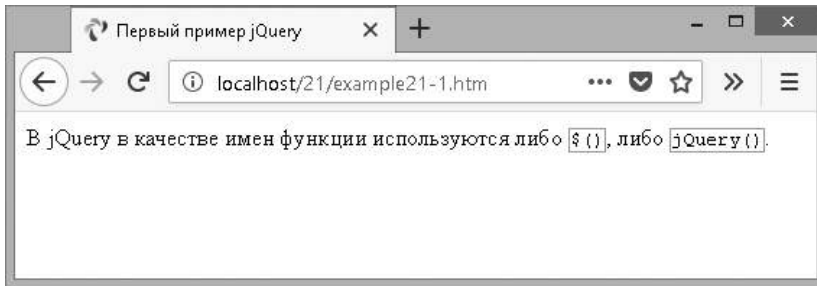 Первый пример jQuery
localhost/21/example21-1.htm
В jQuery в качестве имен функции используются либо $(), либо jQuery().